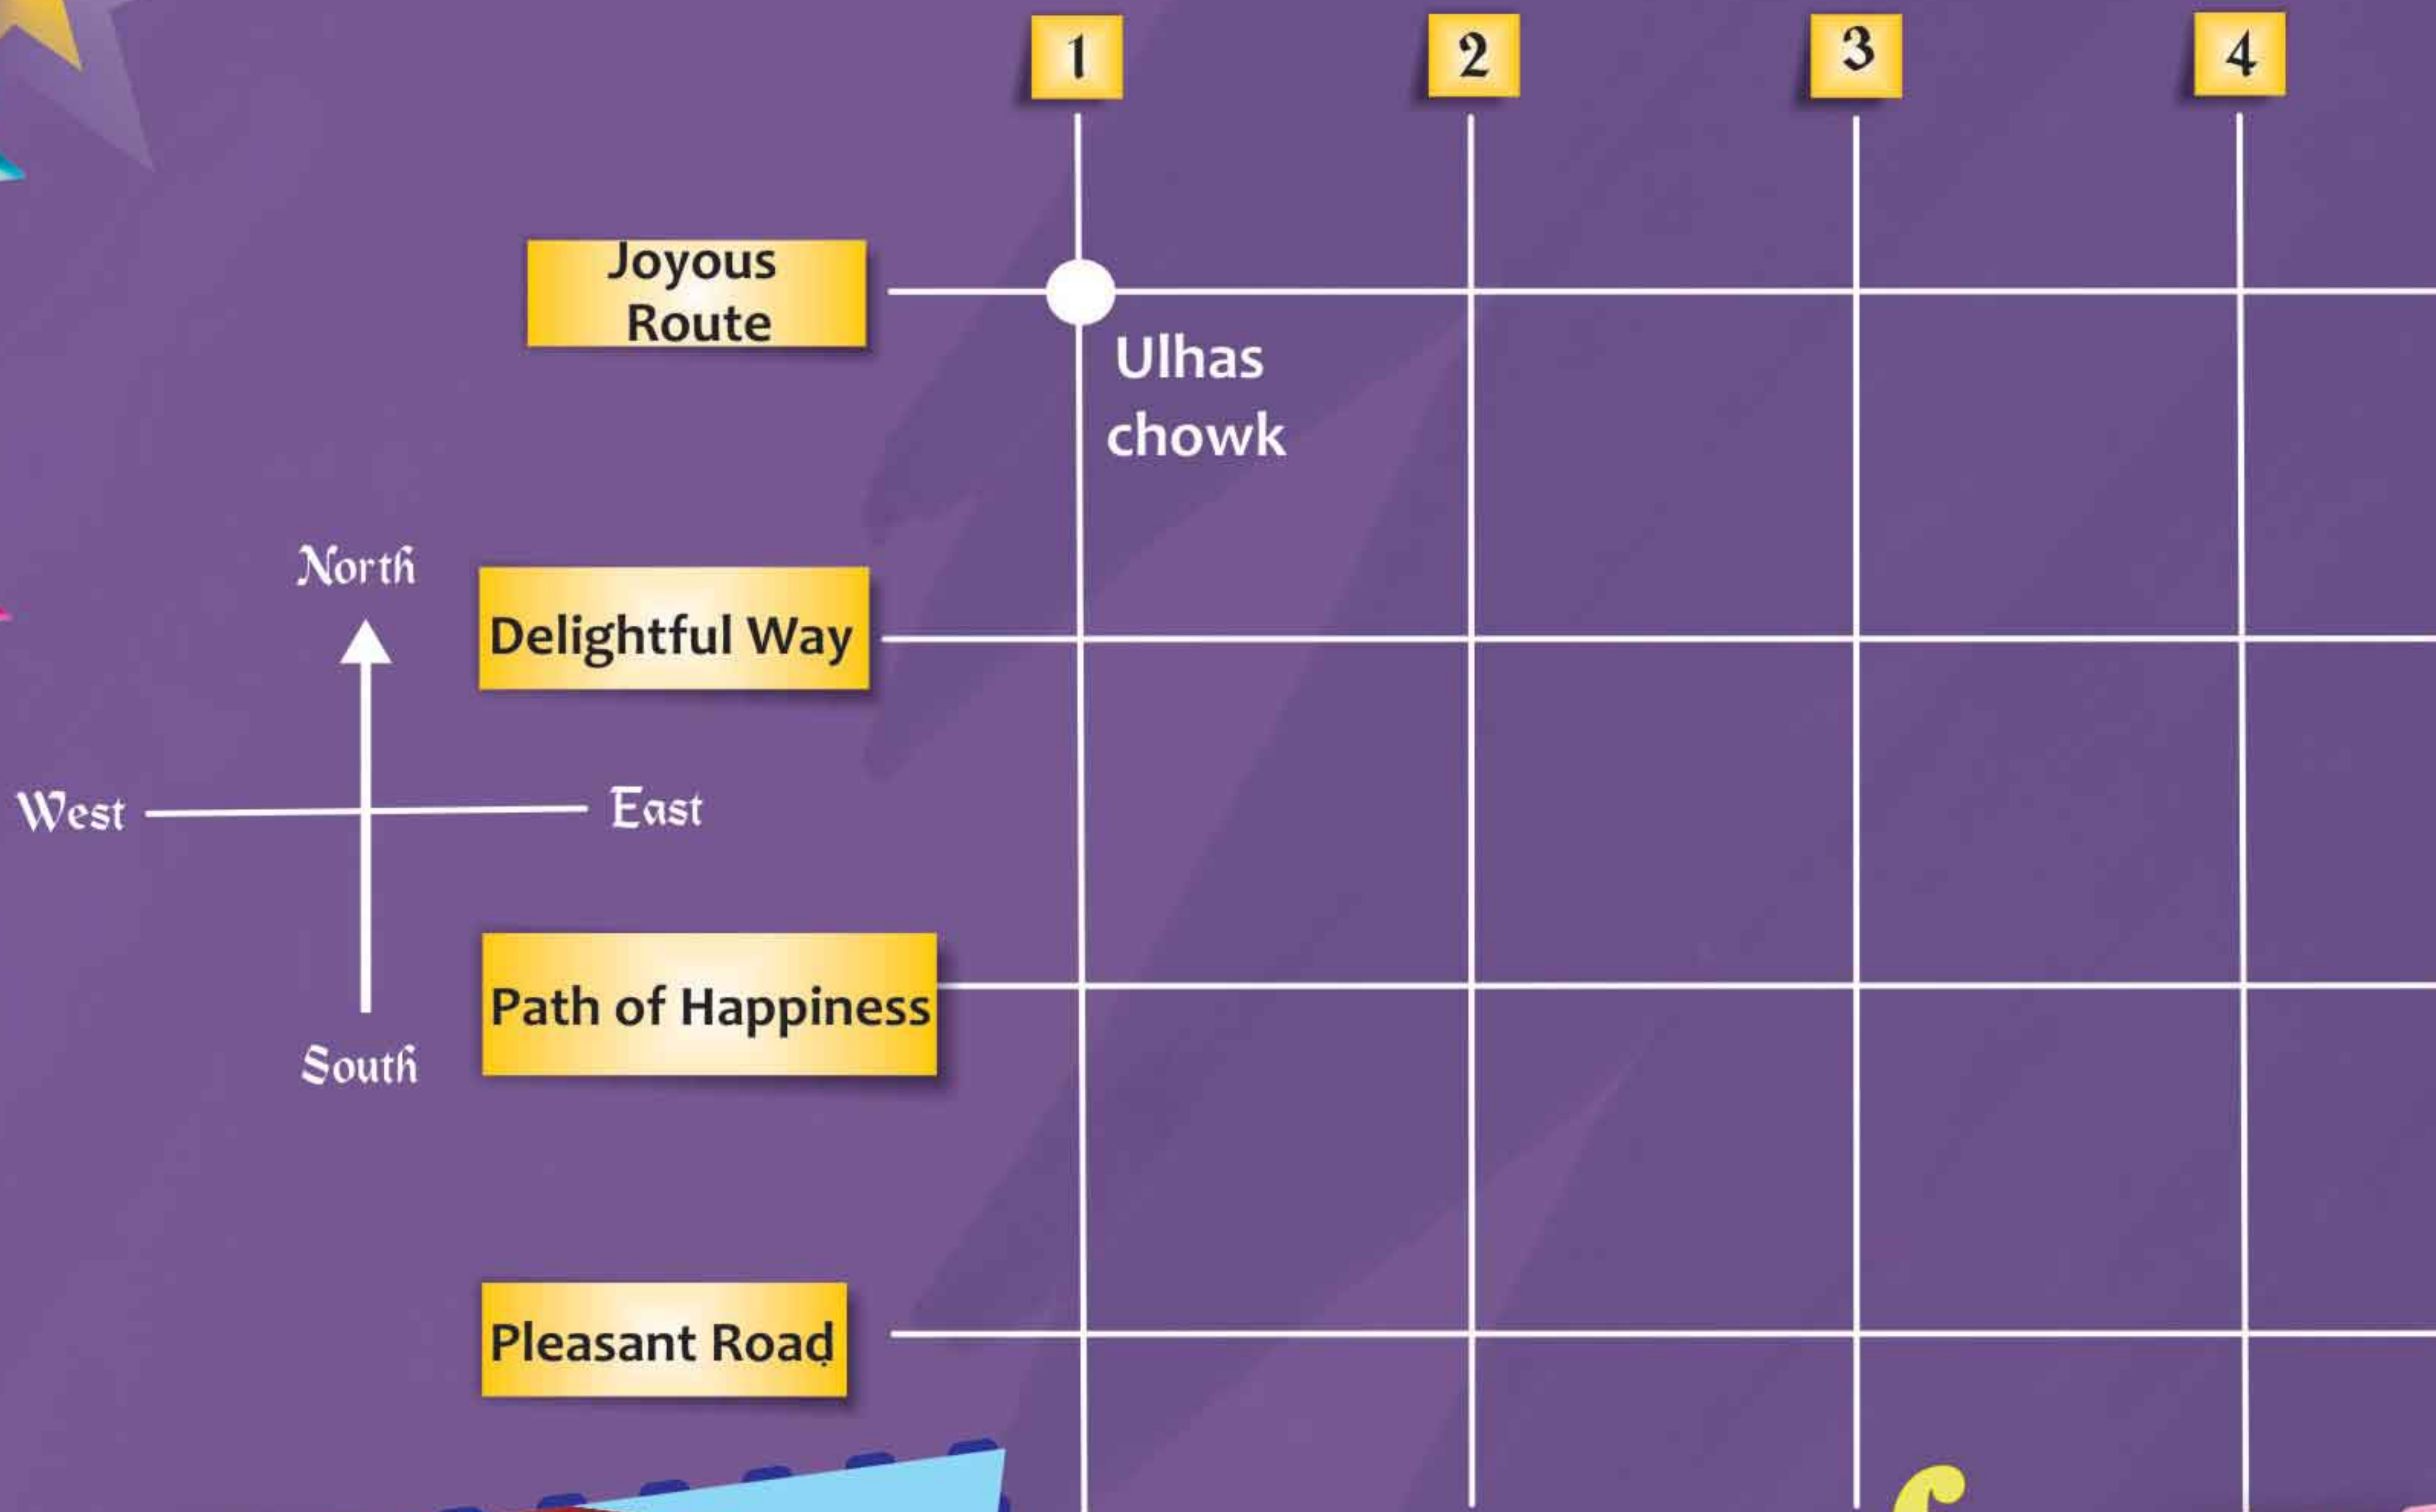 1 2 3 4
Joyous
Route
Ulhas
chowk
North
Delightful Way
West East
Path of Happiness
South
Pleasant Road